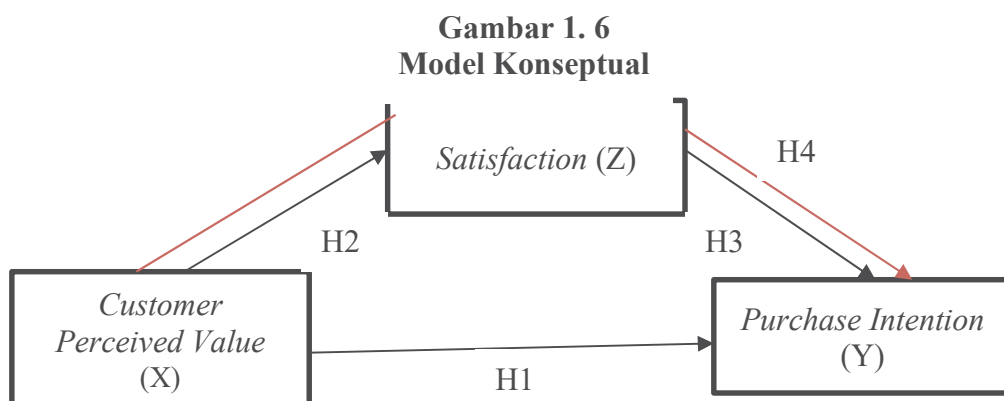 Gambar 1. 6
Model Konseptual
Satisfaction (Z)
H4
H2
H3
Customer
Perceived Value
(X)
Purchase Intention
(Y)
H1